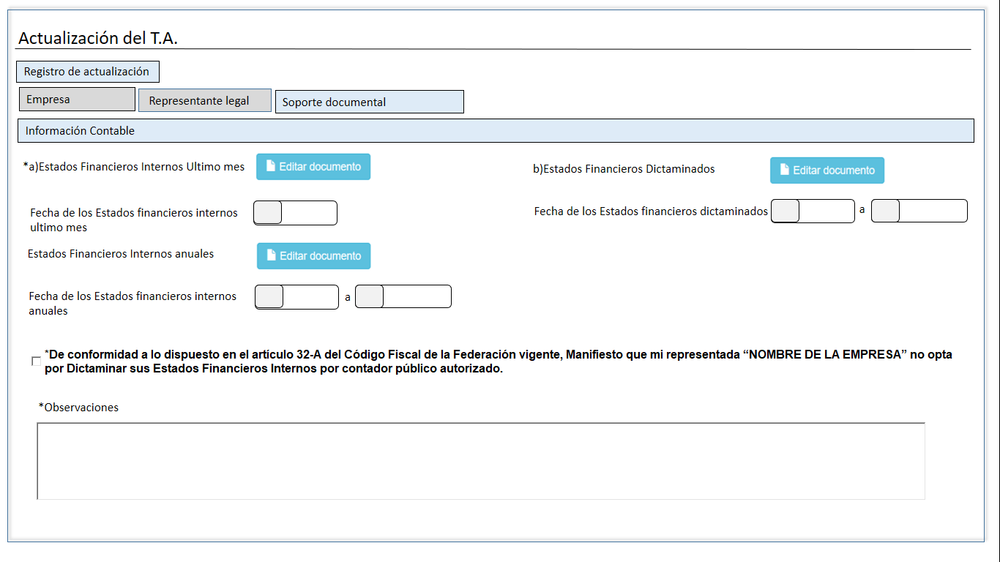 Actualización del T.A.
Registro de actualización
Empresa
Representante legal
Soporte documental
Información Contable
*a)Estados Financieros Internos Ultimo mes
Editar documento
b)Estados Financieros Dictaminados
Editar documento
Fecha de los Estados financieros internos
ultimo mes
Fecha de los Estados financieros dictaminados
a
Estados Financieros Internos anuales
Editar documento
Fecha de los Estados financieros internos
anuales
a
*De conformidad a lo dispuesto en el artículo 32-A del Código Fiscal de la Federación vigente, Manifiesto que mi representada “NOMBRE DE LA EMPRESA” no opta
por Dictaminar sus Estados Financieros Internos por contador público autorizado.
*Observaciones